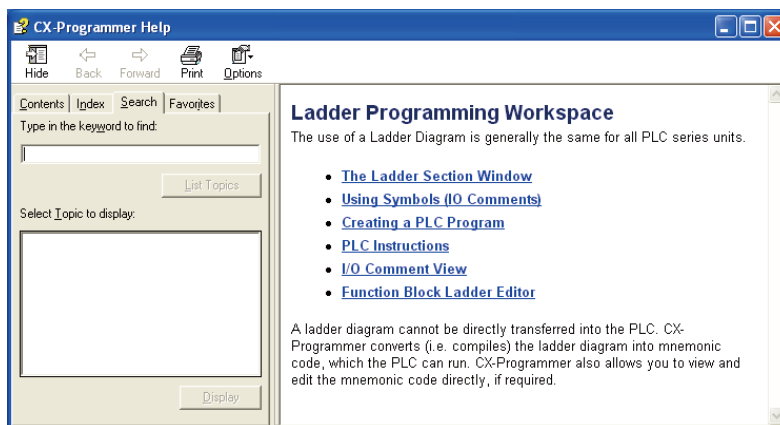 CX-Programmer Help
Hide Back Forward Print Options
Contents Index Search Favorites
Type in the keyword to find:
List Topics
Select Topic to display:
Display
Ladder Programming Workspace
The use of a Ladder Diagram is generally the same for all PLC series units.
The Ladder Section Window
Using Symbols (IO Comments)
Creating a PLC Program
PLC Instructions
I/O Comment View
Function Block Ladder Editor
A ladder diagram cannot be directly transferred into the PLC. CX-
Programmer converts (i.e. compiles) the ladder diagram into mnemonic
code, which the PLC can run. CX-Programmer also allows you to view and
edit the mnemonic code directly, if required.